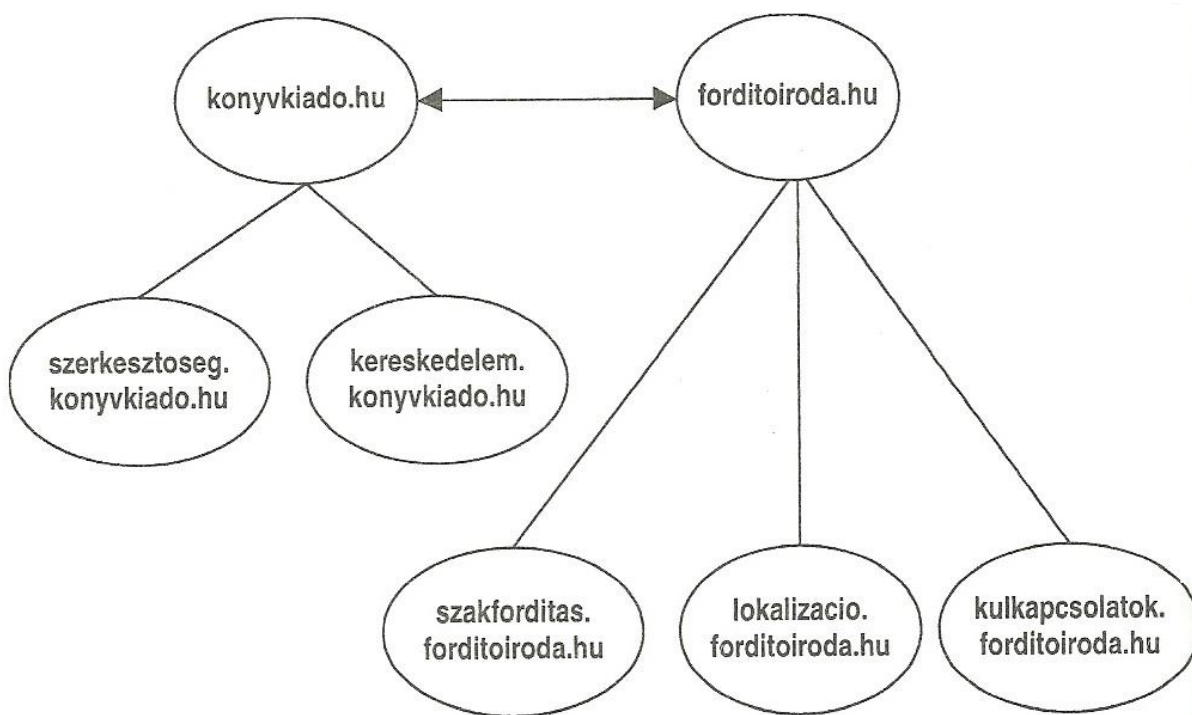 konyvkiado.hu
forditoiroda.hu
szerkesztoseg.
konyvkiado.hu
kereskedelem.
konyvkiado.hu
szakforditas.
forditoiroda.hu
lokalizacio.
forditoiroda.hu
kulkapcsolatok.
forditoiroda.hu